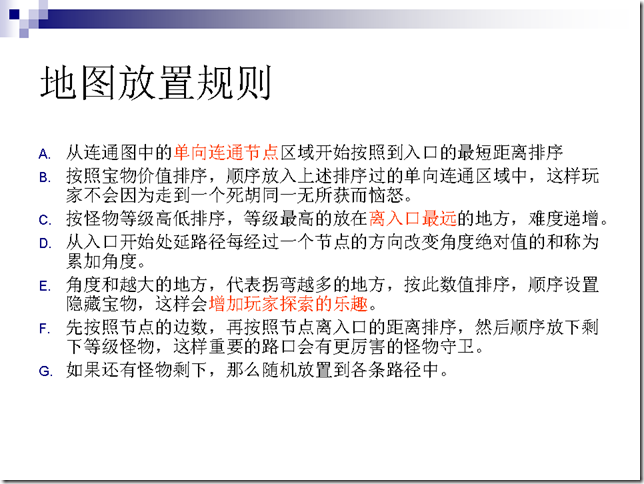 地图放置规则
A. 从连通图中的单向连通节点区域开始按照到入口的最短距离排序
B. 按照宝物价值排序，顺序放入上述排序过的单向连通区域中，这样玩
家不会因为走到一个死胡同一无所获而恼怒。
C. 按怪物等级高低排序，等级最高的放在离入口最远的地方，难度递增。
D. 从入口开始处延路径每经过一个节点的方向改变角度绝对值的和称为
累加角度。
E. 角度和越大的地方，代表拐弯越多的地方，按此数值排序，顺序设置
隐藏宝物，这样会增加玩家探索的乐趣。
F. 先按照节点的边数，再按照节点离入口的距离排序，然后顺序放下剩
下等级怪物，这样重要的路口会有更厉害的怪物守卫。
G. 如果还有怪物剩下，那么随机放置到各条路径中。